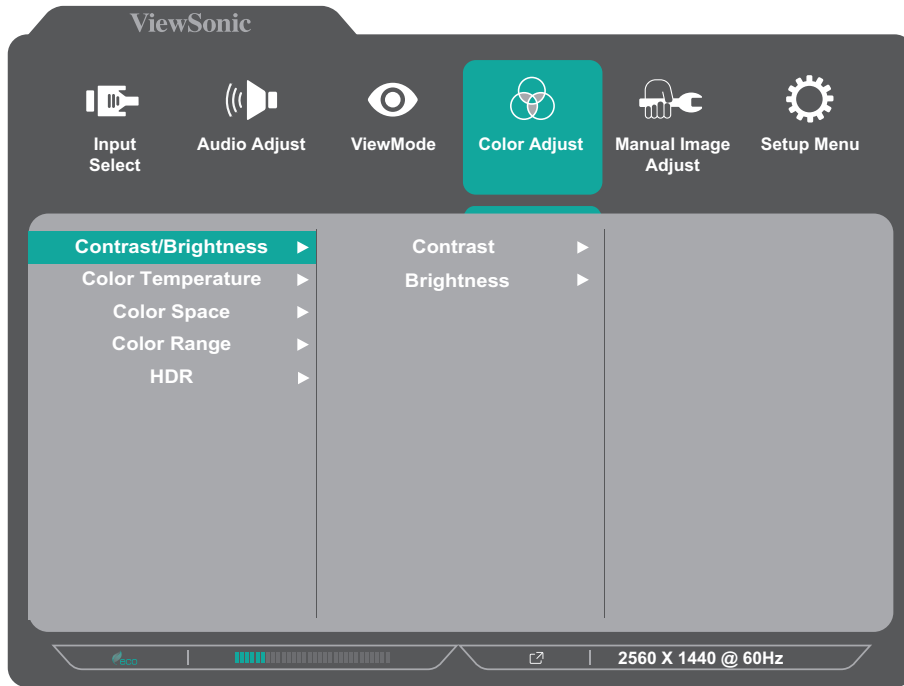 ViewSonic
Input Select
Audio Adjust
ViewMode
Color Adjust
Manual Image Adjust
Setup Menu
Contrast/Brightness
Contrast
Color Temperature
Brightness
Color Space
Color Range
HDR
eco
2560 X 1440 @ 60Hz